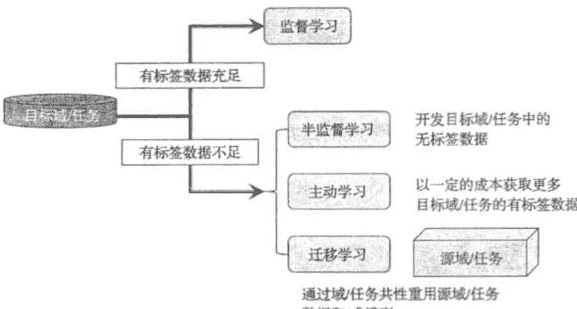 监督学习
有标签数据充足
目标域/任务
有标签数据不足
半监督学习
开发目标域/任务中的
无标签数据
主动学习
以一定的成本获取更多
目标域/任务的有标签数据
迁移学习
源域/任务
通过域/任务共性重用源域/任务